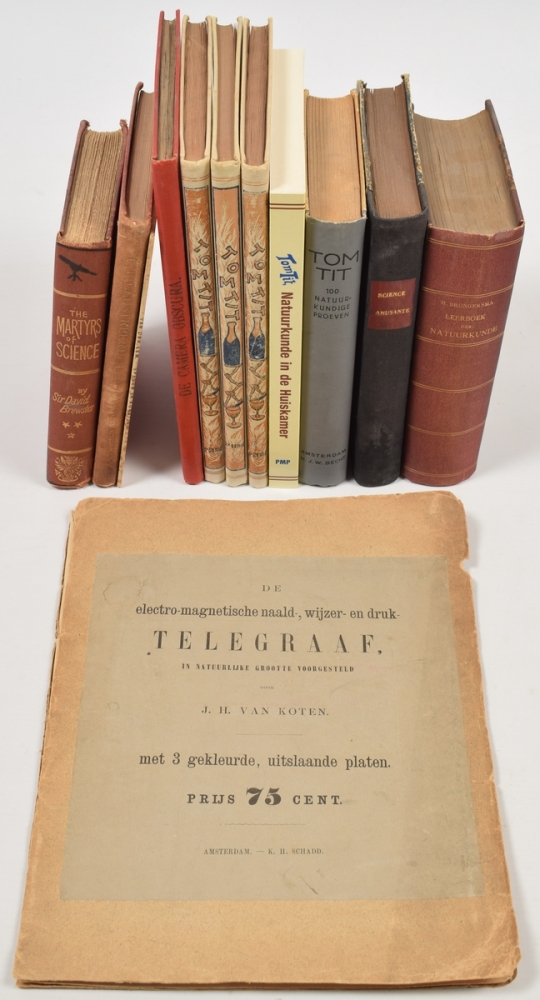 THE
MARTYRS
OF
SCIENCE
BY
Sir David
Brewster
DE CAMERA OBSCURA.
TOM TIT
TOM TIT
TOM TIT
Tom Tit Natuurkunde in de Huiskamer
PMP
TOM
TIT
100
NATUUR-
KUNDIGE
PROEVEN
AMSTERDAM
SCIENCE
AMUSANTE
LEERBOEK
DER
NATUURKUNDE
DE
electro-magnetische naald-, wijzer- en druk-
TELEGRAAF,
IN NATUURLIJKE GROOTTE VOORGESTELD
DOOR
J. H. VAN KOTEN.
met 3 gekleurde, uitslaande platen.
PRIJS 75 CENT.
AMSTERDAM. — K. H. SCHADD.